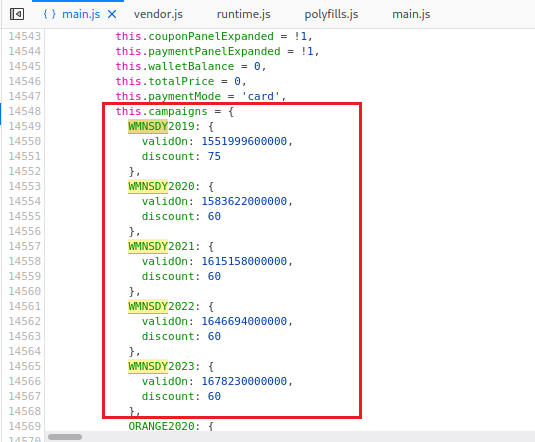 { } main.js × vendor.js runtime.js polyfills.js main.js
14543 this.couponPanelExpanded = !1,
14544 this.paymentPanelExpanded = !1,
14545 this.walletBalance = 0,
14546 this.totalPrice = 0,
14547 this.paymentMode = 'card',
14548 this.campaigns = {
14549 WMNSDY2019: {
14550 validOn: 1551999600000,
14551 discount: 75
14552 },
14553 WMNSDY2020: {
14554 validOn: 1583622000000,
14555 discount: 60
14556 },
14557 WMNSDY2021: {
14558 validOn: 1615158000000,
14559 discount: 60
14560 },
14561 WMNSDY2022: {
14562 validOn: 1646694000000,
14563 discount: 60
14564 },
14565 WMNSDY2023: {
14566 validOn: 1678230000000,
14567 discount: 60
14568 },
14569 ORANGE2020: {
14570